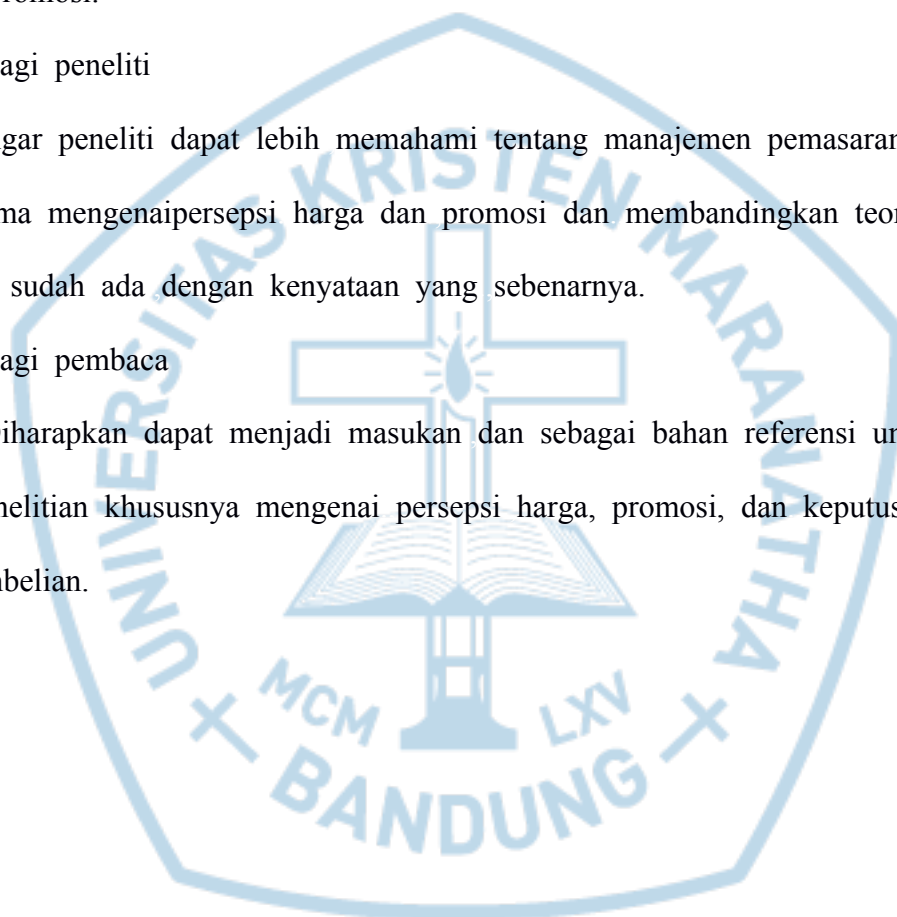 romosi.
agi peneliti
gar peneliti dapat lebih memahami tentang manajemen pemasaran
ma mengenaipersepsi harga dan promosi dan membandingkan teor
sudah ada dengan kenyataan yang sebenarnya.
agi pembaca
iharapkan dapat menjadi masukan dan sebagai bahan referensi un
nelitian khususnya mengenai persepsi harga, promosi, dan keputus
nbelian.
UNIVERSITAS KRISTEN MARANATHA
MCM LXV
BANDUNG